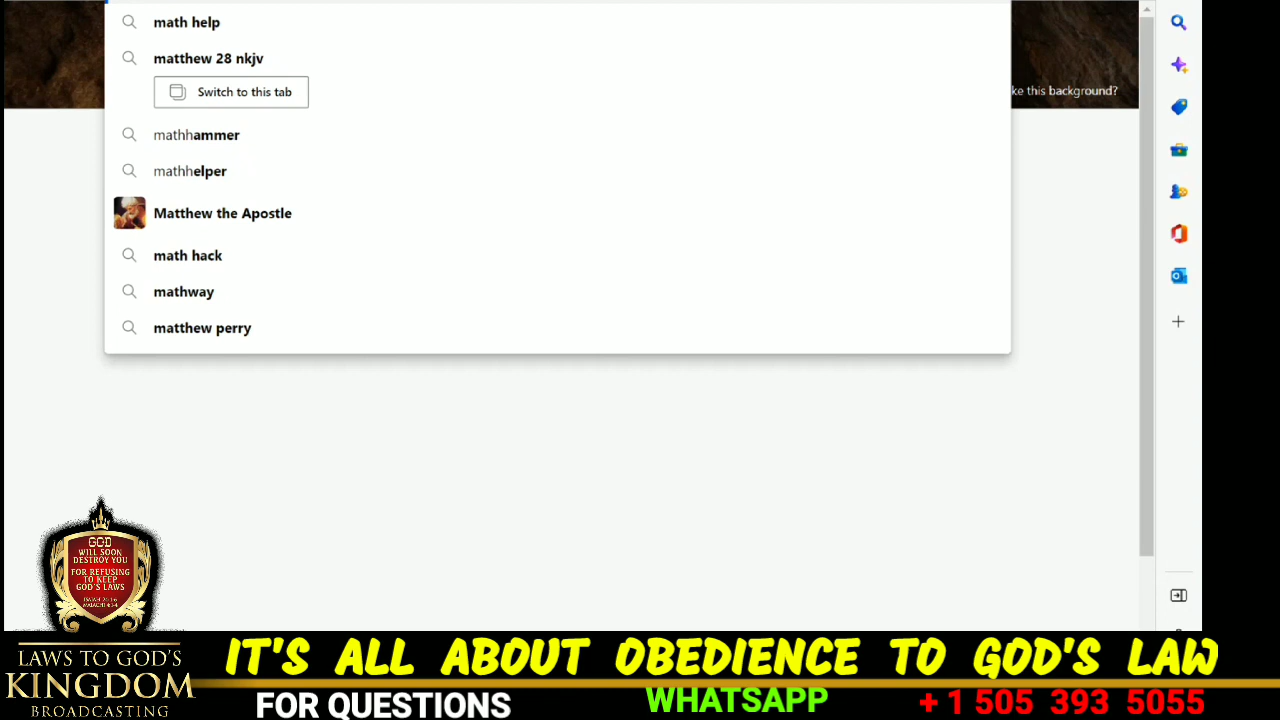 math help
matthew 28 nkjv
Switch to this tab
mathhammer
ke this background?
mathhelper
Matthew the Apostle
math hack
mathway
matthew perry
GOD
WILL SOON
DESTROY YOU
FOR REFUSING
TO KEEP
GOD'S LAWS
LAWS TO GOD'S
KINGDOM
BROADCASTING
IT'S ALL ABOUT OBEDIENCE TO GOD'S LAW
FOR QUESTIONS
WHATSAPP
+ 1 505 393 5055